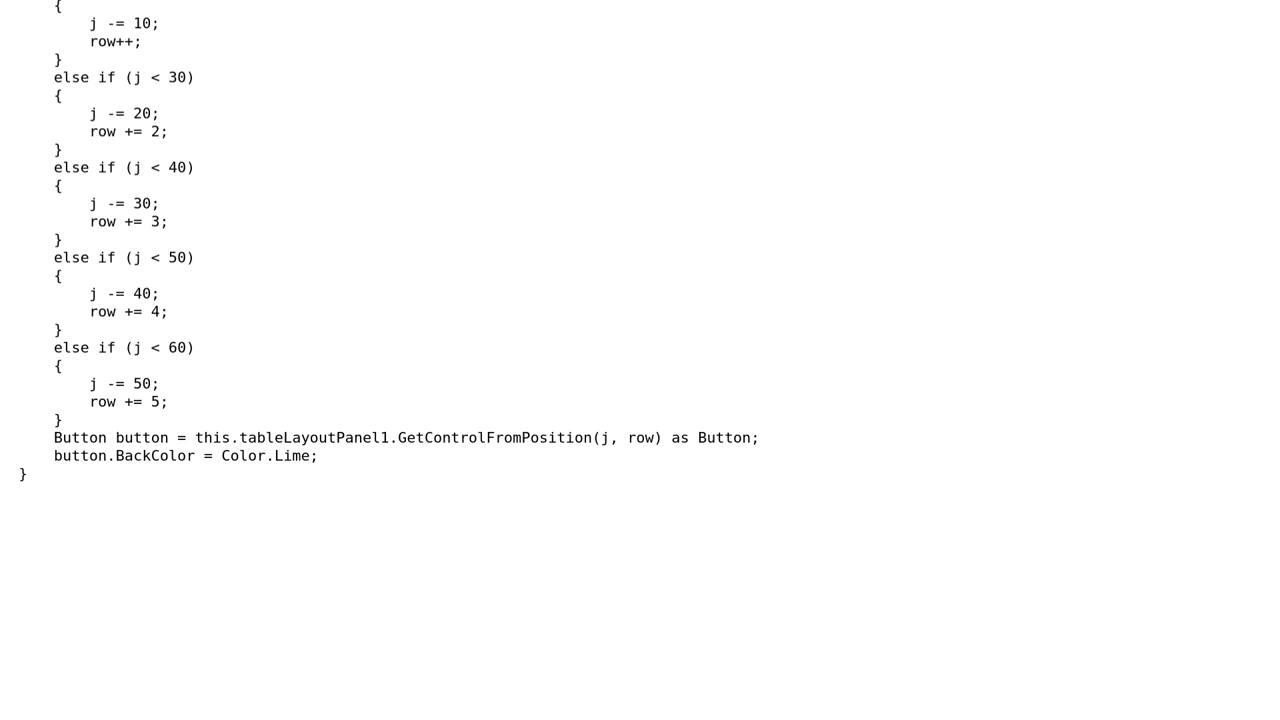 {
j -= 10;
row++;
}
else if (j < 30)
{
j -= 20;
row += 2;
}
else if (j < 40)
{
j -= 30;
row += 3;
}
else if (j < 50)
{
j -= 40;
row += 4;
}
else if (j < 60)
{
j -= 50;
row += 5;
}
Button button = this.tableLayoutPanel1.GetControlFromPosition(j, row) as Button;
button.BackColor = Color.Lime;
}